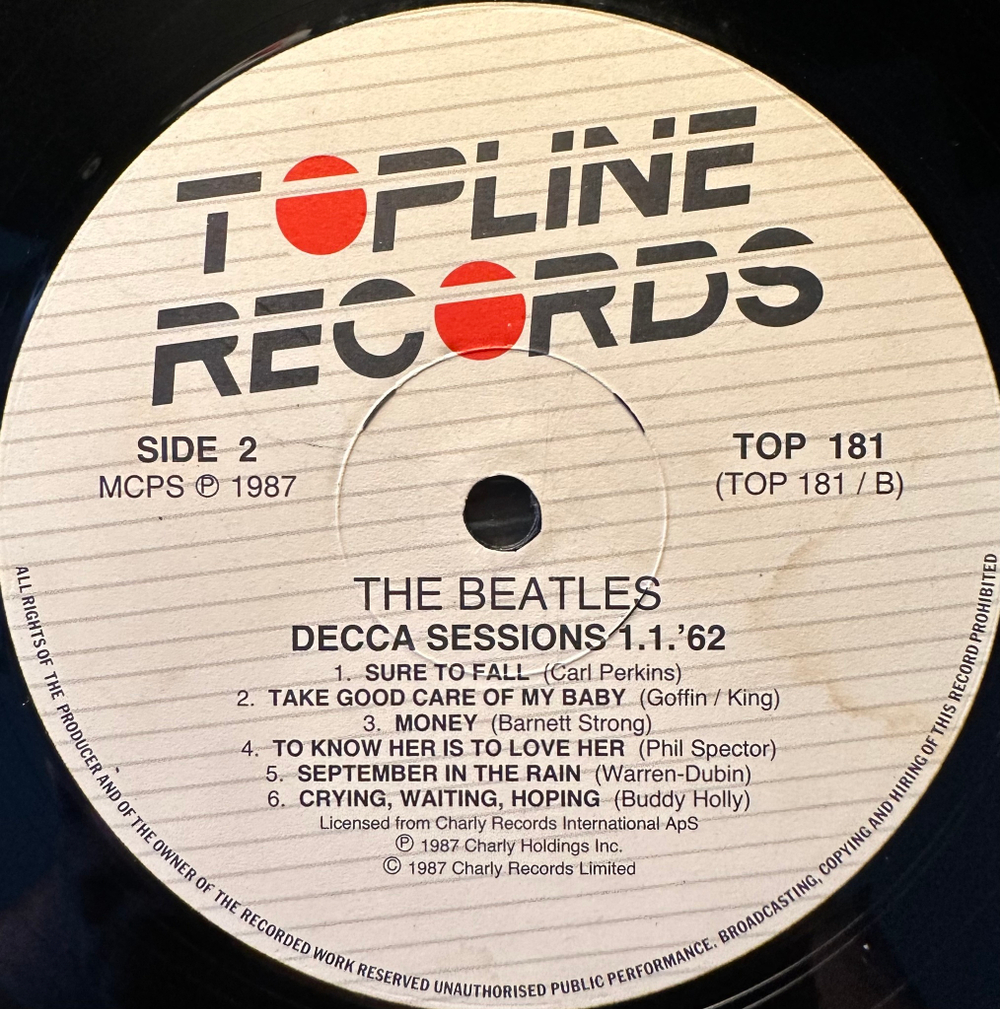 TOPLINE
RECORDS
SIDE 2
MCPS ℗ 1987
TOP 181
(TOP 181 / B)
THE BEATLES
DECCA SESSIONS 1.1.'62
1. SURE TO FALL (Carl Perkins)
2. TAKE GOOD CARE OF MY BABY (Goffin / King)
3. MONEY (Barnett Strong)
4. TO KNOW HER IS TO LOVE HER (Phil Spector)
5. SEPTEMBER IN THE RAIN (Warren-Dubin)
6. CRYING, WAITING, HOPING (Buddy Holly)
Licensed from Charly Records International ApS
℗ 1987 Charly Holdings Inc.
© 1987 Charly Records Limited
ALL RIGHTS OF THE PRODUCER AND OF THE OWNER OF THE RECORDED WORK RESERVED UNAUTHORISED PUBLIC PERFORMANCE. BROADCASTING, COPYING AND HIRING OF THIS RECORD PROHIBITED